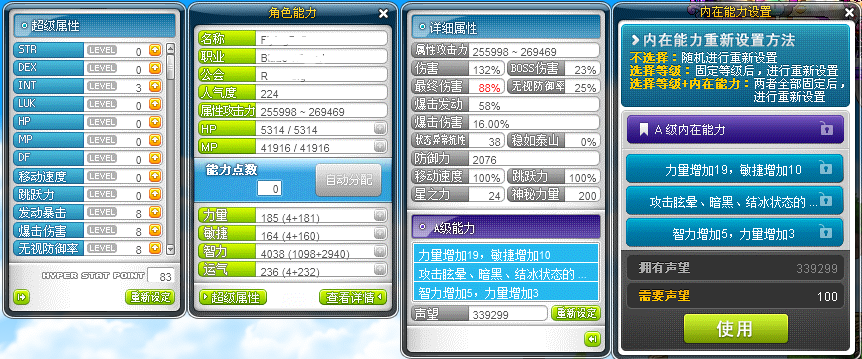 超级属性
STR LEVEL 0
DEX LEVEL 0
INT LEVEL 3
LUK LEVEL 0
HP LEVEL 0
MP LEVEL 0
DF LEVEL 0
移动速度 LEVEL 0
跳跃力 LEVEL 0
发动暴击 LEVEL 8
爆击伤害 LEVEL 8
无视防御率 LEVEL 8
HYPER STAT POINT 83
重新设定
角色能力
名称 F
职业 B
公会 R
人气度 224
属性攻击力 255998 ~ 269469
HP 5314 / 5314
MP 41916 / 41916
能力点数
0
自动分配
力量 185 (4+181)
敏捷 164 (4+160)
智力 4038 (1098+2940)
运气 236 (4+232)
超级属性 查看详情
详细属性
属性攻击力 255998 ~ 269469
伤害 132% BOSS伤害 23%
最终伤害 88% 无视防御率 25%
爆击发动 58%
爆击伤害 16.00%
状态异常抗性 38 稳如泰山 0%
防御力 2076
移动速度 100% 跳跃力 100%
星之力 24 神秘力量 200
A级能力
力量增加19，敏捷增加10
攻击眩晕、暗黑、结冰状态的 ...
智力增加5，力量增加3
声望 339299 重新设定
内在能力设置
内在能力重新设置方法
不选择：随机进行重新设置
选择等级：固定等级后，进行重新设置
选择等级+内在能力：两者全部固定后，
进行重新设置
A 级内在能力
力量增加19，敏捷增加10
攻击眩晕、暗黑、结冰状态的 ...
智力增加5，力量增加3
拥有声望 339299
需要声望 100
使用